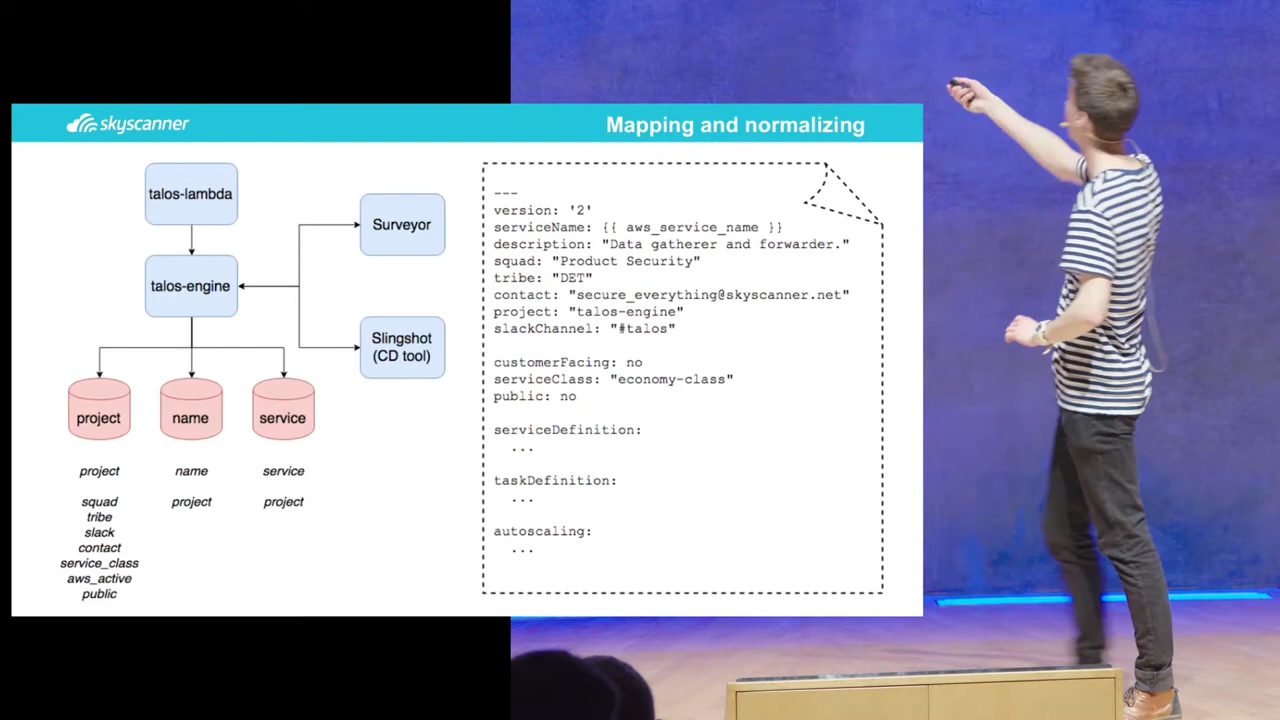 skyscanner
Mapping and normalizing
talos-lambda
talos-engine
Surveyor
Slingshot
(CD tool)
project
name
service
project
squad
tribe
slack
contact
service_class
aws_active
public
name
project
service
project
---
version: '2'
serviceName: {{ aws_service_name }}
description: "Data gatherer and forwarder."
squad: "Product Security"
tribe: "DET"
contact: "secure_everything@skyscanner.net"
project: "talos-engine"
slackChannel: "#talos"
customerFacing: no
serviceClass: "economy-class"
public: no
serviceDefinition:
...
taskDefinition:
...
autoscaling:
...